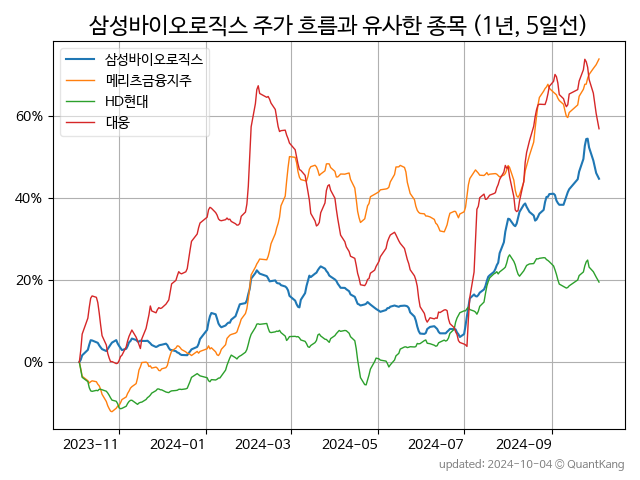 삼성바이오로직스 주가 흐름과 유사한 종목 (1년, 5일선)
삼성바이오로직스
메리츠금융지주
HD현대
대웅
60%
40%
20%
0%
2023-11 2024-01 2024-03 2024-05 2024-07 2024-09
updated: 2024-10-04 © QuantKang